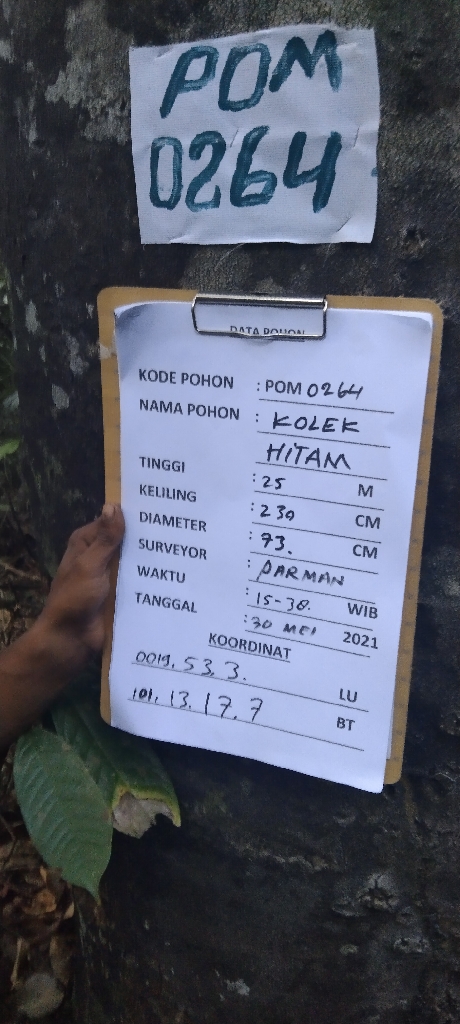 POM
0264
DATA POHON
KODE POHON : POM 0264
NAMA POHON : KOLEK
HITAM
TINGGI : 25 M
KELILING : 230 CM
DIAMETER : 73. CM
SURVEYOR : PARMAN
WAKTU : 15-30. WIB
TANGGAL : 30 MEI 2021
KOORDINAT
0019. 53. 3. LU
101. 13. 17. 7 BT